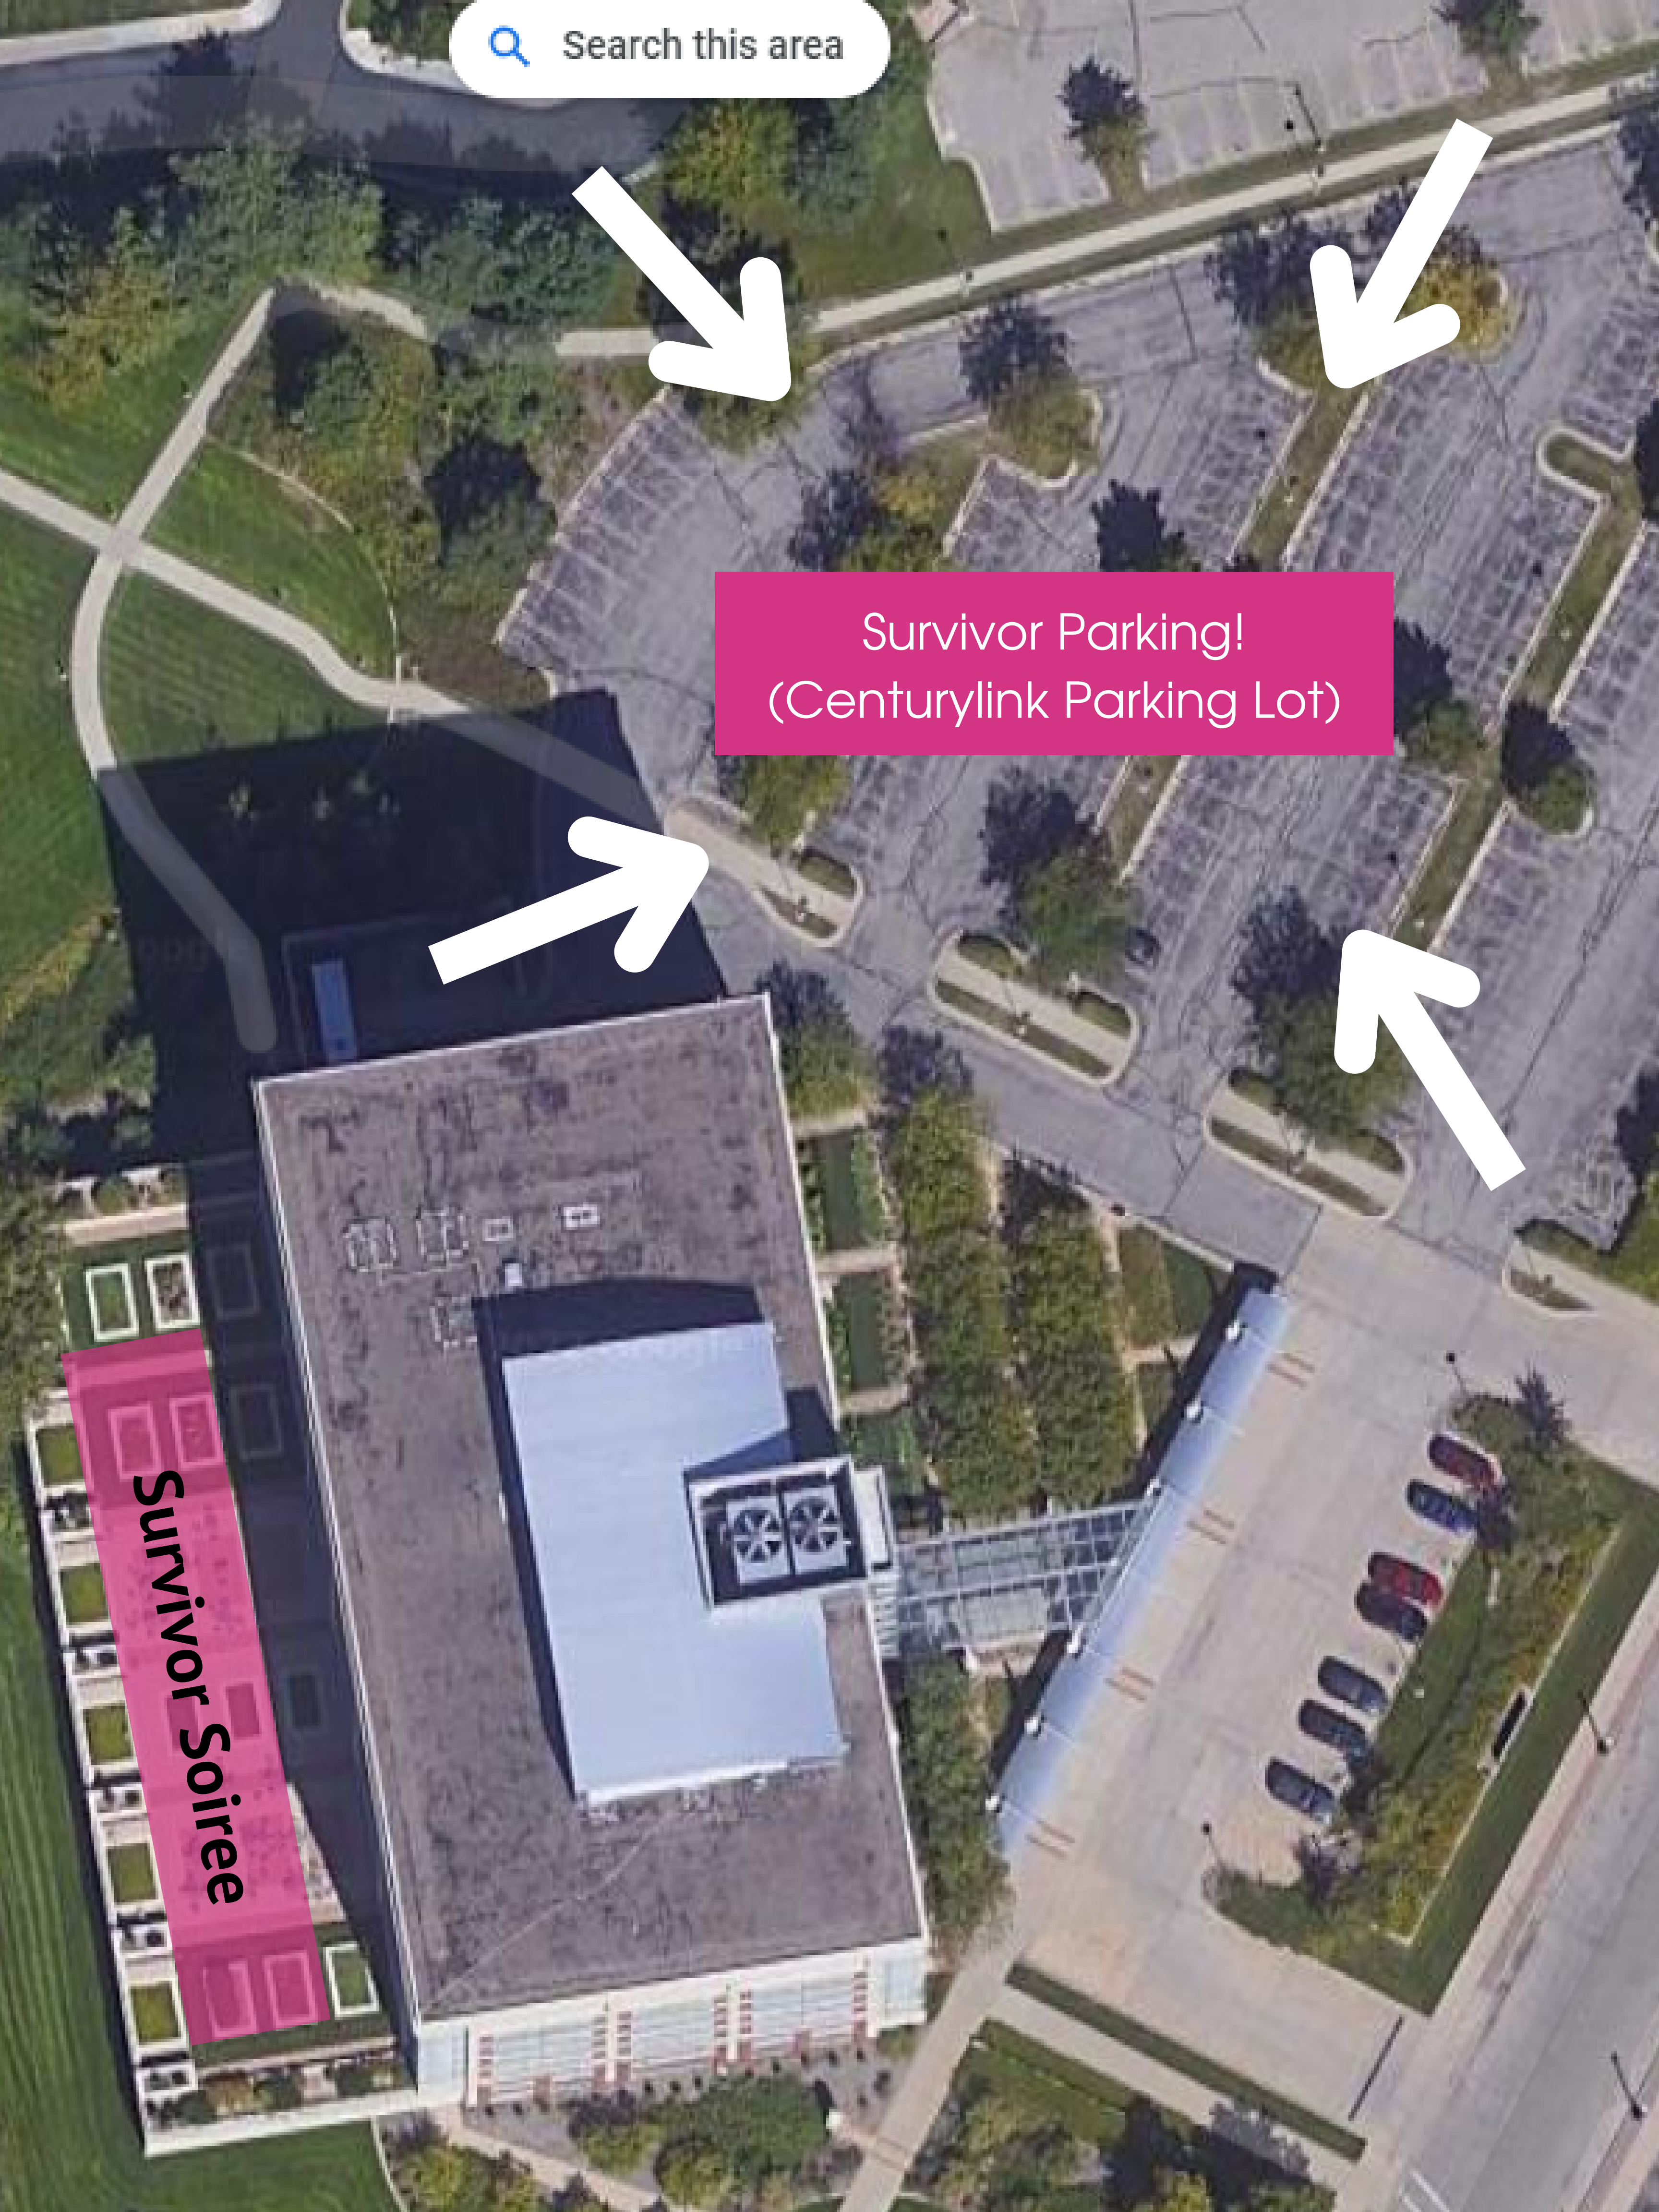 Search this area
Survivor Parking!
(Centurylink Parking Lot)
Survivor Soiree